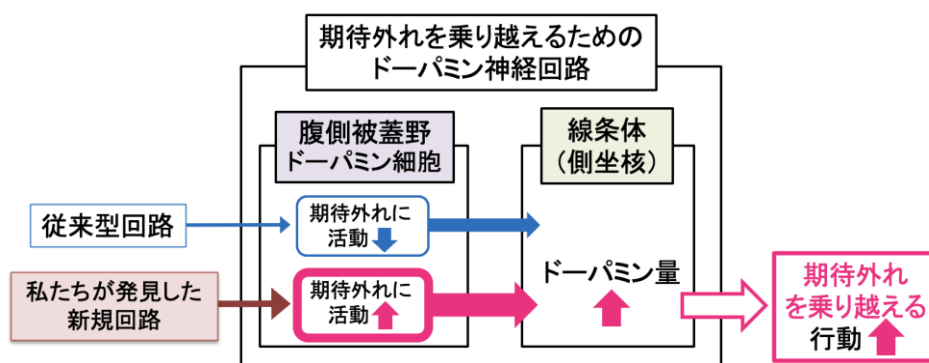 期待外れを乗り越えるための
ドーパミン神経回路
腹側被蓋野
ドーパミン細胞
線条体
（側坐核）
従来型回路
期待外れに
活動
私たちが発見した
新規回路
期待外れに
活動
ドーパミン量
期待外れ
を乗り越える
行動